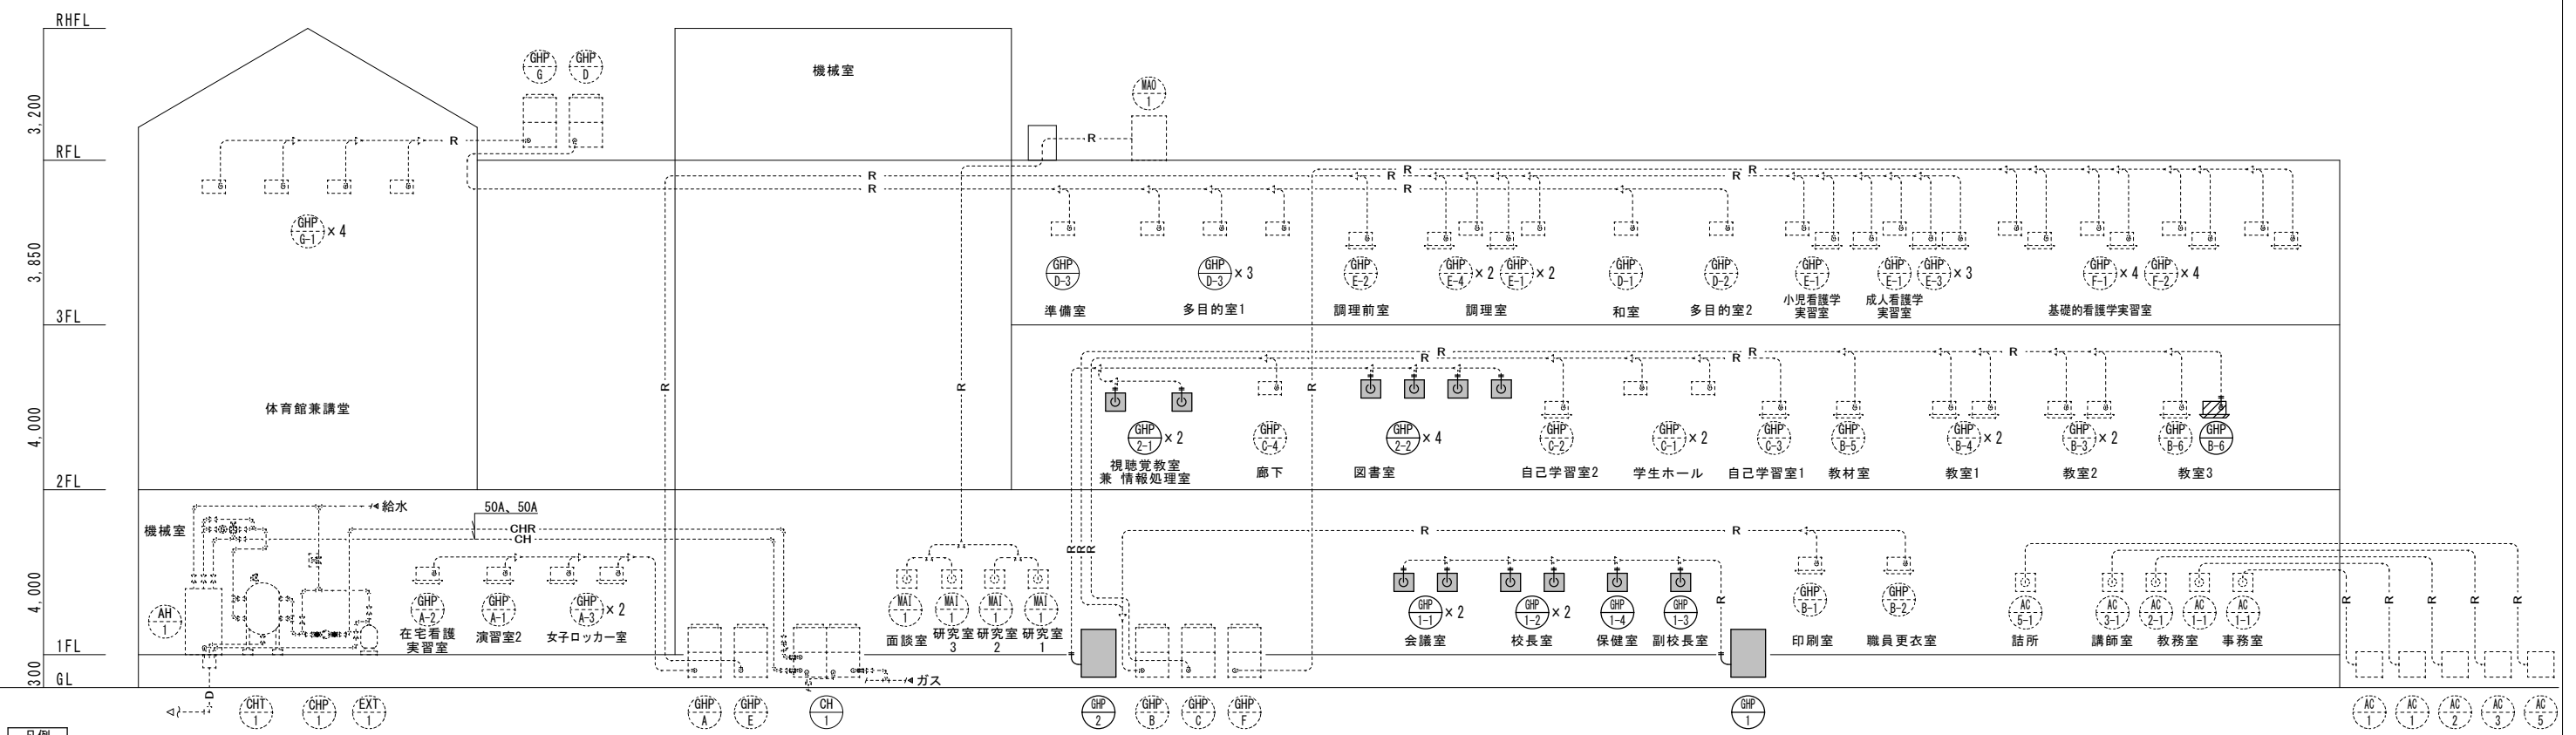 RHFL
3,200
RFL
3,850
3FL
4,000
2FL
4,000
1FL
300
GL
GHP
G
GHP
D
機械室
MAO
1
R
R
R
R
R
R
R
R
R
R
GHP
G-1
×4
GHP
D-3
準備室
GHP
D-3
×3
多目的室1
GHP
E-2
調理前室
GHP
E-4
×2
GHP
E-1
×2
調理室
GHP
D-1
和室
GHP
D-2
多目的室2
GHP
E-1
小児看護学
実習室
GHP
E-1
GHP
E-3
×3
成人看護学
実習室
GHP
F-1
×4
GHP
F-2
×4
基礎的看護学実習室
体育館兼講堂
R
R
R
R
R
R
R
R
GHP
2-1
×2
視聴覚教室
兼 情報処理室
GHP
C-4
廊下
GHP
2-2
×4
図書室
GHP
C-2
自己学習室2
GHP
C-1
×2
学生ホール
GHP
C-3
自己学習室1
GHP
B-5
教材室
GHP
B-4
×2
教室1
GHP
B-3
×2
教室2
GHP
B-6
GHP
B-6
教室3
給水
50A、50A
機械室
CHR
CH
AH
1
GHP
A-2
在宅看護
実習室
GHP
A-1
演習室2
GHP
A-3
×2
女子ロッカー室
MAI
1
面談室
MAI
1
研究室
3
MAI
1
研究室
2
MAI
1
研究室
1
R
R
R
R
R
GHP
1-1
×2
会議室
GHP
1-2
×2
校長室
GHP
1-4
保健室
GHP
1-3
副校長室
R
GHP
B-1
印刷室
GHP
B-2
職員更衣室
AC
5-1
詰所
AC
3-1
講師室
AC
2-1
AC
1-1
教務室
AC
1-1
事務室
R
R
R
R
R
ガス
D
CHT
1
CHP
1
EXT
1
GHP
A
GHP
E
CH
1
GHP
2
GHP
B
GHP
C
GHP
F
GHP
1
AC
1
AC
1
AC
2
AC
3
AC
5
凡例